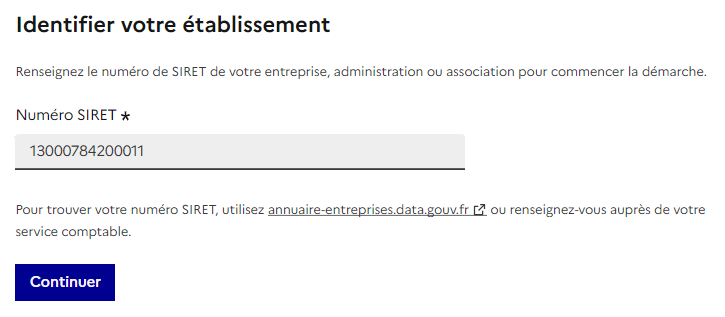 Identifier votre établissement
Renseignez le numéro de SIRET de votre entreprise, administration ou association pour commencer la démarche.
Numéro SIRET *
13000784200011
Pour trouver votre numéro SIRET, utilisez annuaire-entreprises.data.gouv.fr ou renseignez-vous auprès de votre
service comptable.
Continuer